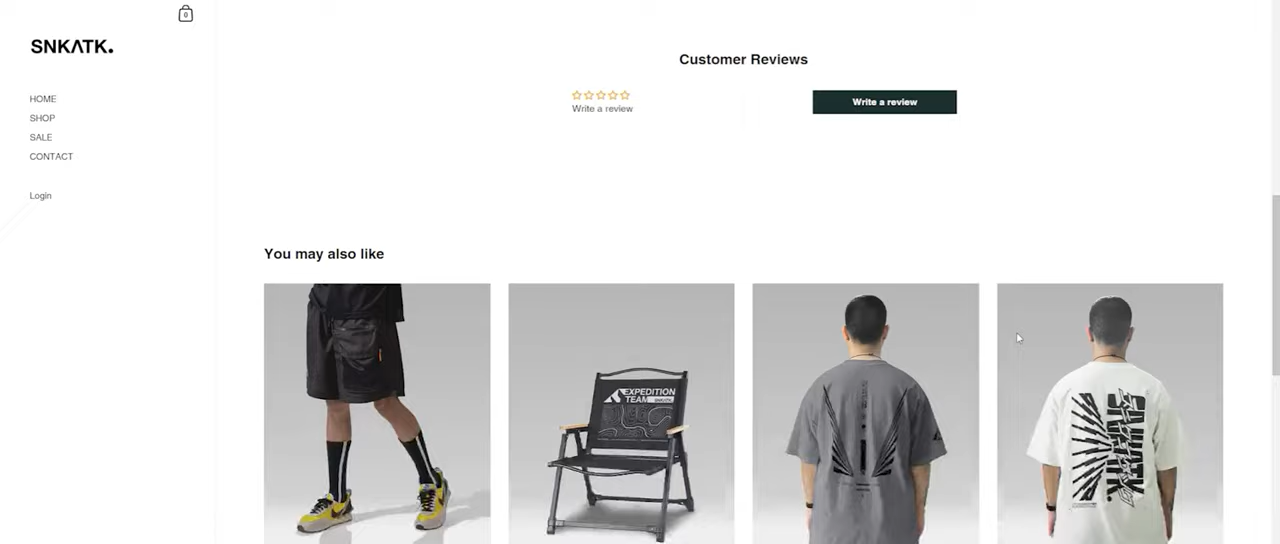 0
SNKATK.
HOME
SHOP
SALE
CONTACT
Login
Customer Reviews
Write a review
Write a review
You may also like
EXPEDITION
TEAM SNKATK